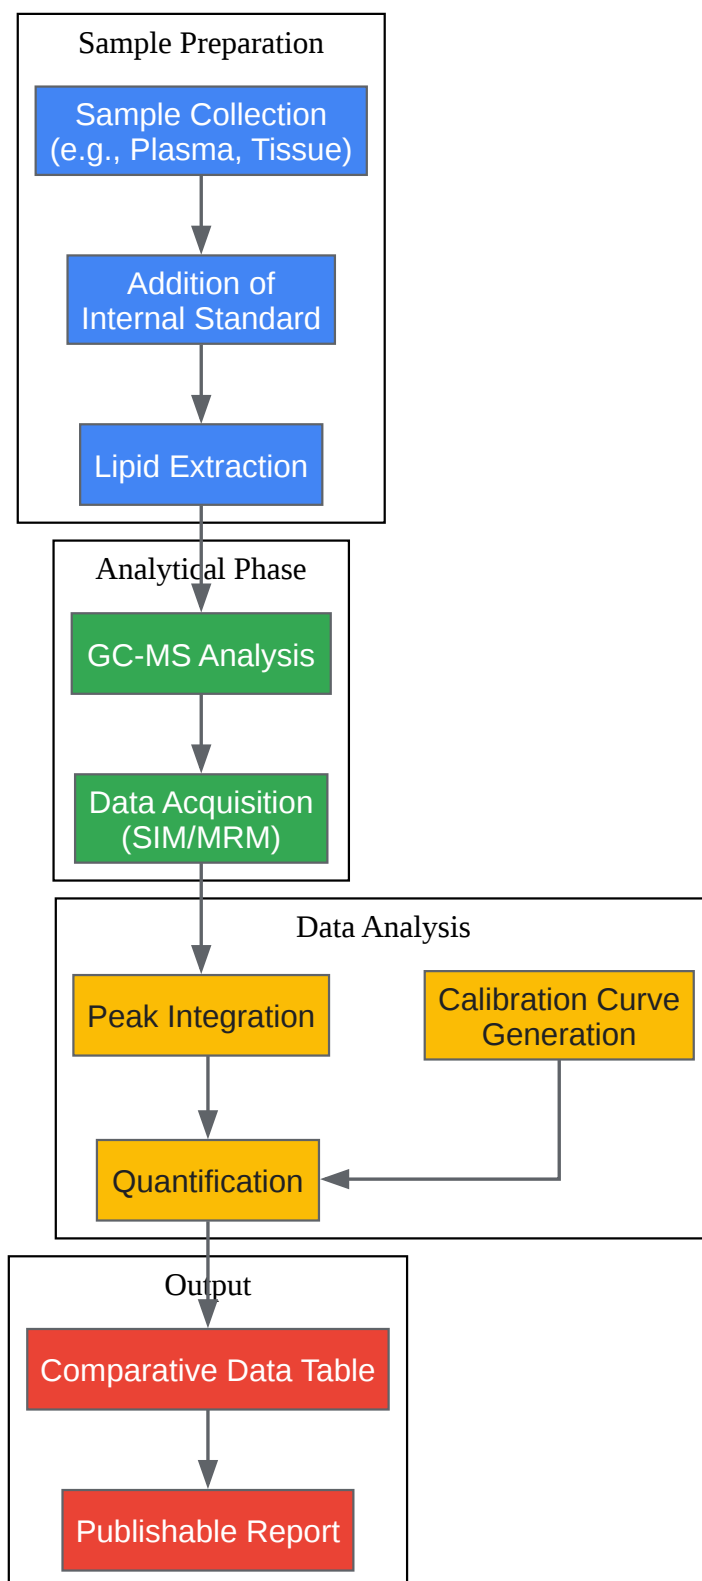 Sample Preparation
Sample Collection
(e.g., Plasma, Tissue)
Addition of
Internal Standard
Lipid Extraction
Analytical Phase
GC-MS Analysis
Data Acquisition
(SIM/MRM)
Data Analysis
Peak Integration
Calibration Curve
Generation
Quantification
Output
Comparative Data Table
Publishable Report